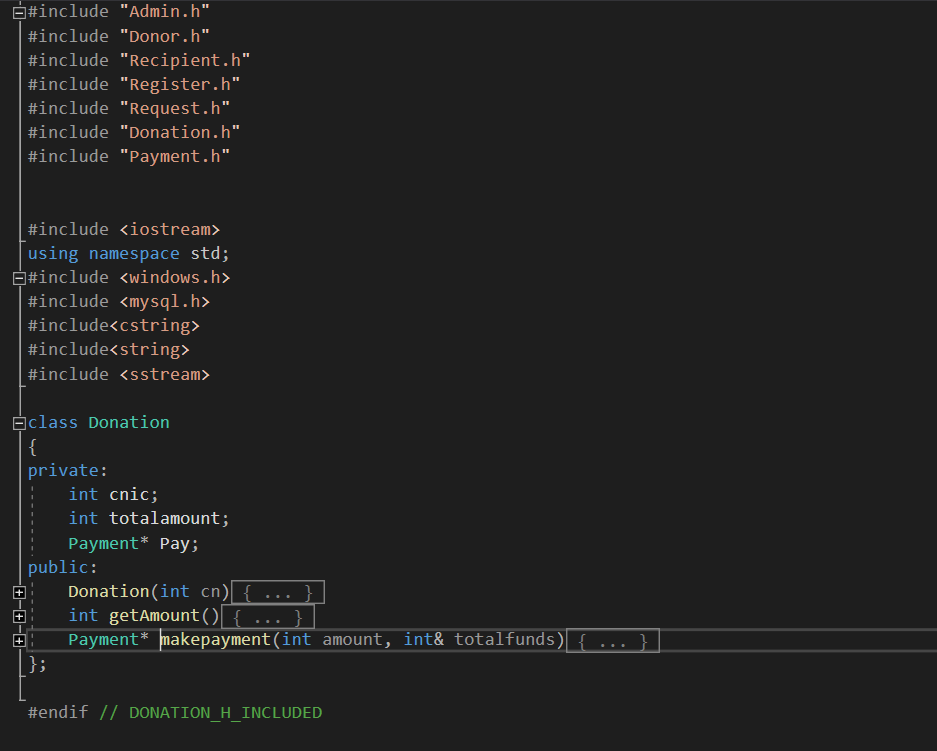 #include "Admin.h"
#include "Donor.h"
#include "Recipient.h"
#include "Register.h"
#include "Request.h"
#include "Donation.h"
#include "Payment.h"
#include <iostream>
using namespace std;
#include <windows.h>
#include <mysql.h>
#include<cstring>
#include<string>
#include <sstream>
class Donation
{
private:
    int cnic;
    int totalamount;
    Payment* Pay;
public:
    Donation(int cn){ ... }
    int getAmount(){ ... }
    Payment* makepayment(int amount, int& totalfunds){ ... }
};
#endif // DONATION_H_INCLUDED